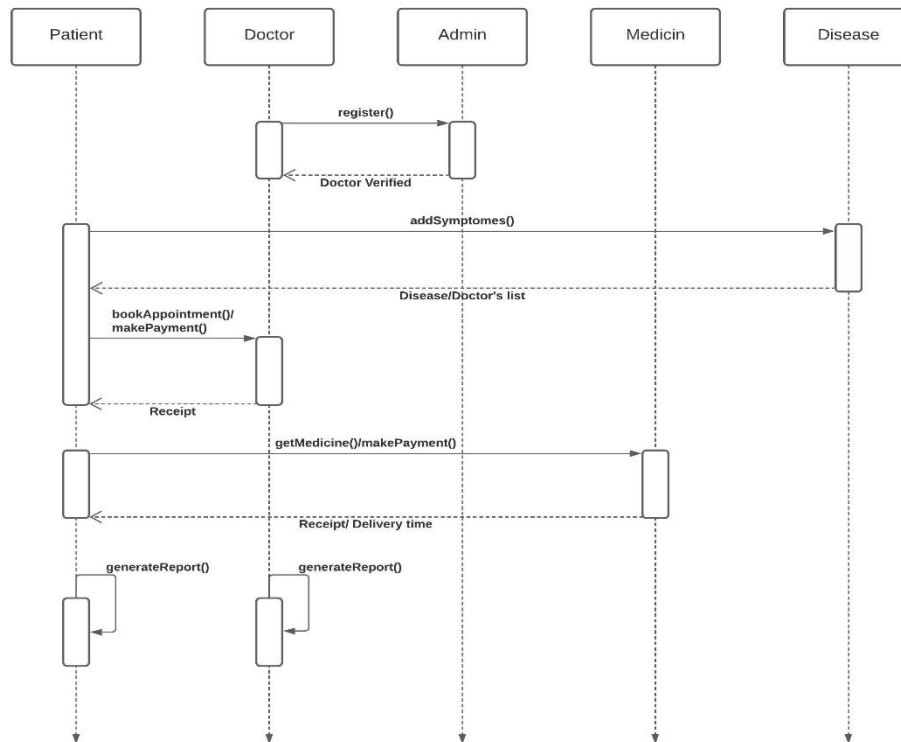 Patient
Doctor
Admin
Medicin
Disease
register()
Doctor Verified
addSymptomes()
Disease/Doctor's list
bookAppointment()/
makePayment()
Receipt
getMedicine()/makePayment()
Receipt/ Delivery time
generateReport()
generateReport()